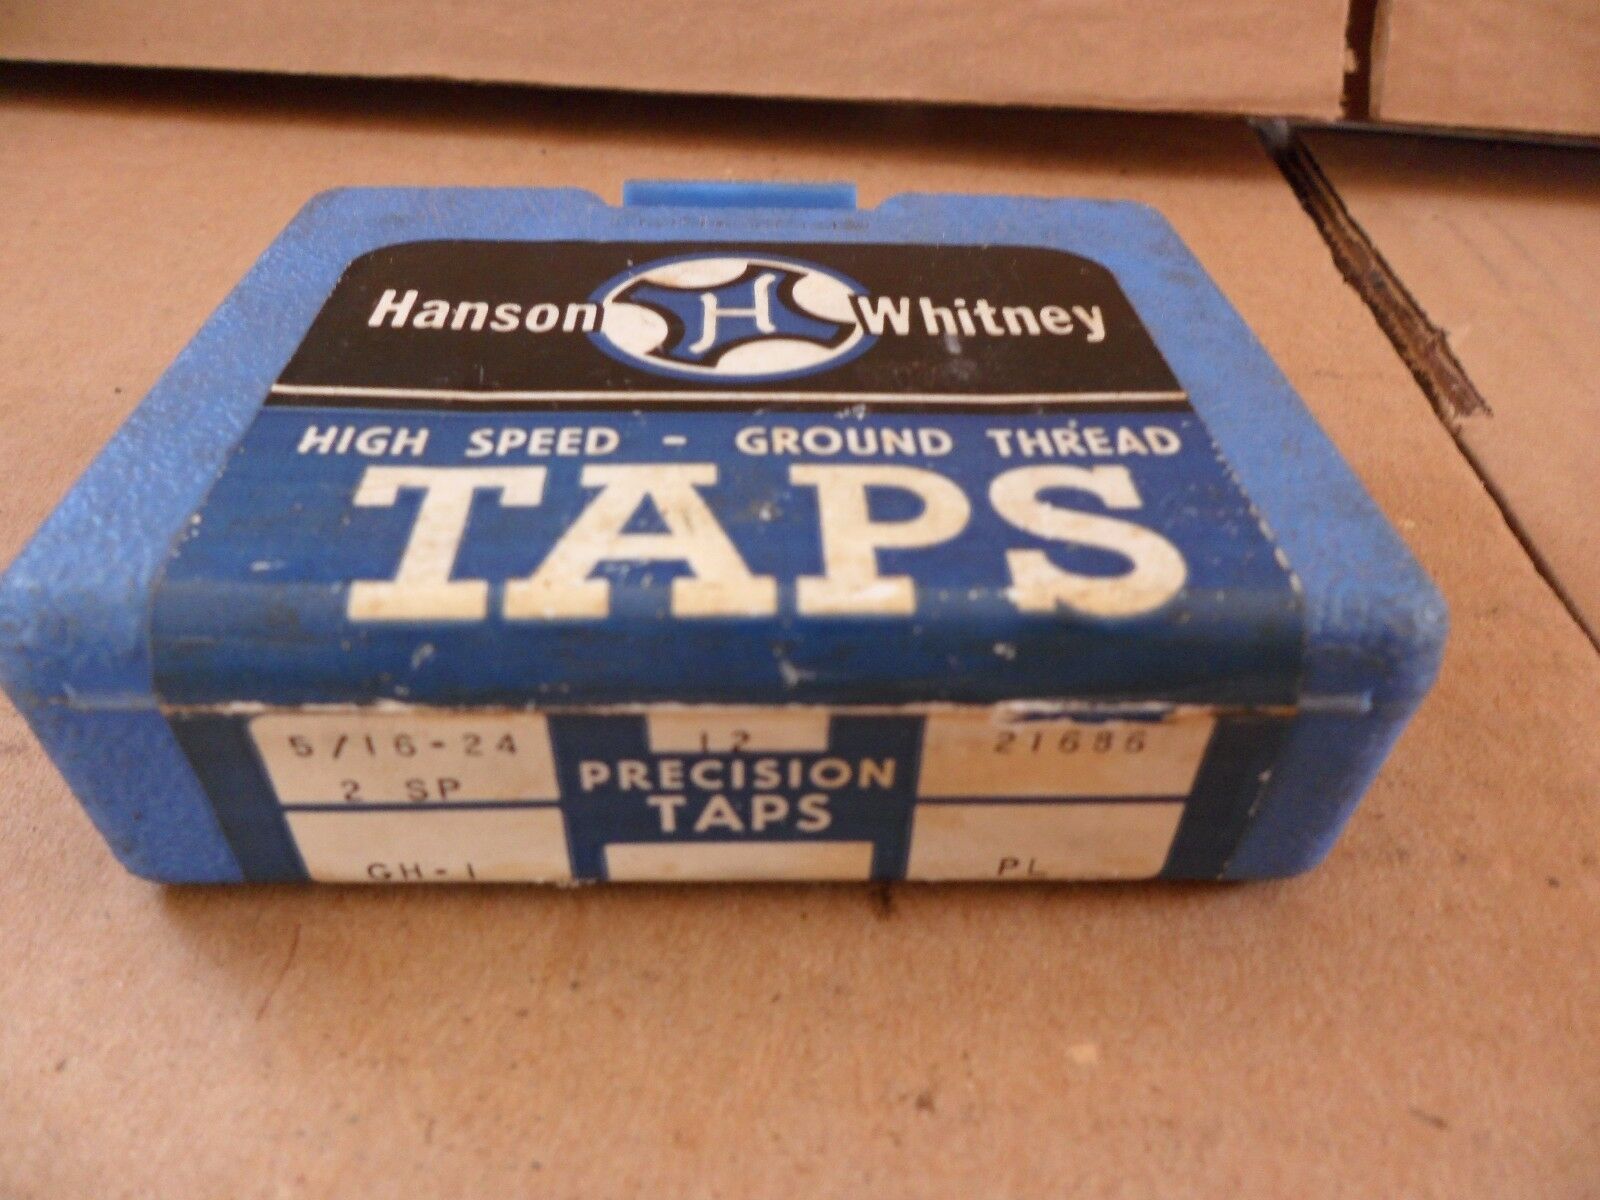 Hanson H Whitney
HIGH SPEED - GROUND THREAD
TAPS
5/16-24
2 SP
12
21686
PRECISION
TAPS
GH-1
PL